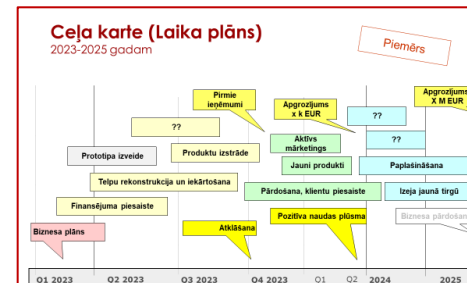 Ceļa karte (Laika plāns)
2023-2025 gadam
Piemērs
Pirmie
ieņēmumi
Apgrozījums
x k EUR
Apgrozījums
X M EUR
??
??
Aktīvs
mārketings
??
Prototipa izveide
Produktu izstrāde
Jauni produkti
Paplašināšana
Telpu rekonstrukcija un iekārtošana
Pārdošana, klientu piesaiste
Izeja jaunā tirgū
Finansējuma piesaiste
Biznesa plāns
Atklāšana
Pozitīva naudas plūsma
Biznesa pārdošana
Q1 2023
Q2 2023
Q3 2023
Q4 2023
Q1
Q2
2024
2025